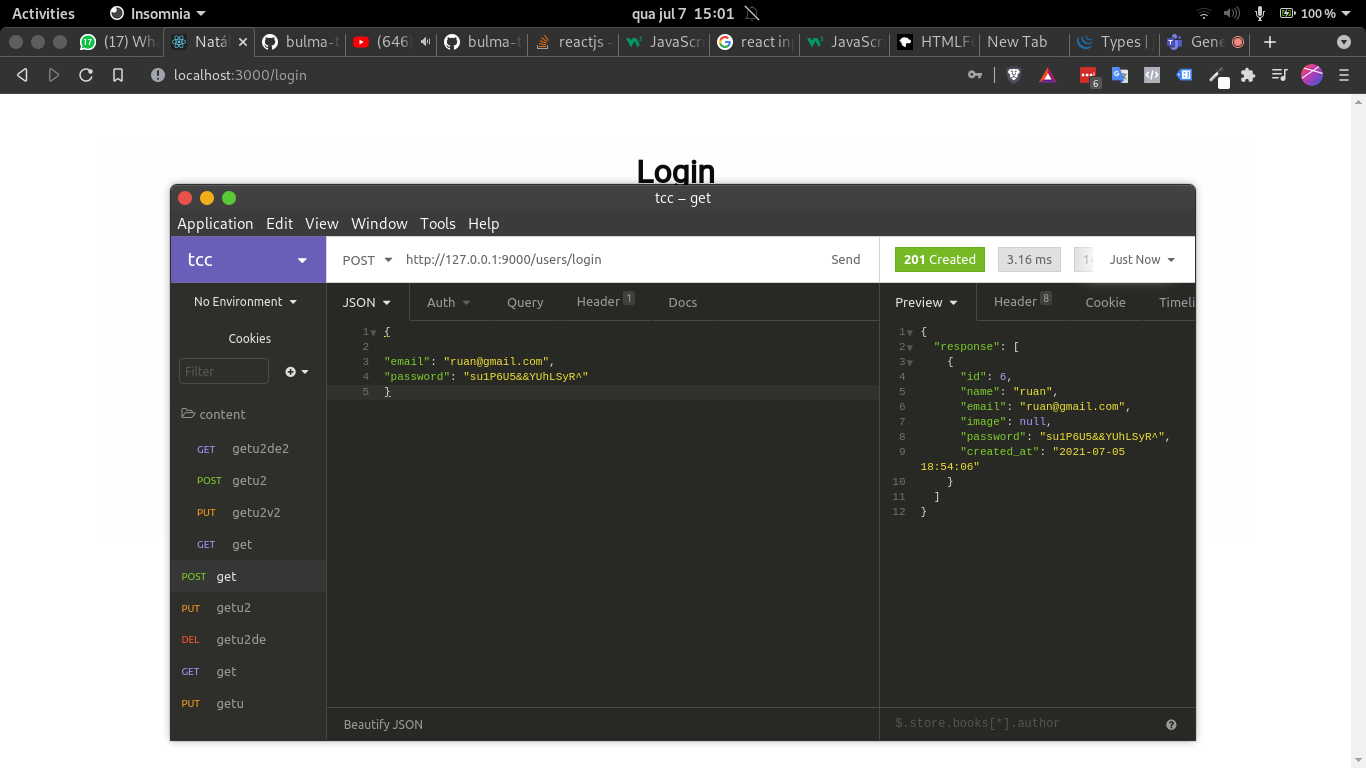 Activities Insomnia qua jul 7 15:01 100 %
(17) Wh Natál bulma-t (646) bulma-t reactjs - JavaScri react in JavaScri HTMLFo New Tab Types | Gene
localhost:3000/login 6
Login
tcc – get
Application Edit View Window Tools Help
tcc POST http://127.0.0.1:9000/users/login Send 201 Created 3.16 ms Just Now
No Environment JSON Auth Query Header 1 Docs Preview Header 8 Cookie Timeli
Cookies
Filter
content
GET getu2de2
POST getu2
PUT getu2v2
GET get
POST get
PUT getu2
DEL getu2de
GET get
PUT getu
1 {
2
3 "email": "ruan@gmail.com",
4 "password": "su1P6U5&&YUhLSyR^"
5 }
Beautify JSON
1 {
2 "response": [
3 {
4 "id": 6,
5 "name": "ruan",
6 "email": "ruan@gmail.com",
7 "image": null,
8 "password": "su1P6U5&&YUhLSyR^",
9 "created_at": "2021-07-05
18:54:06"
10 }
11 ]
12 }
$.store.books[*].author